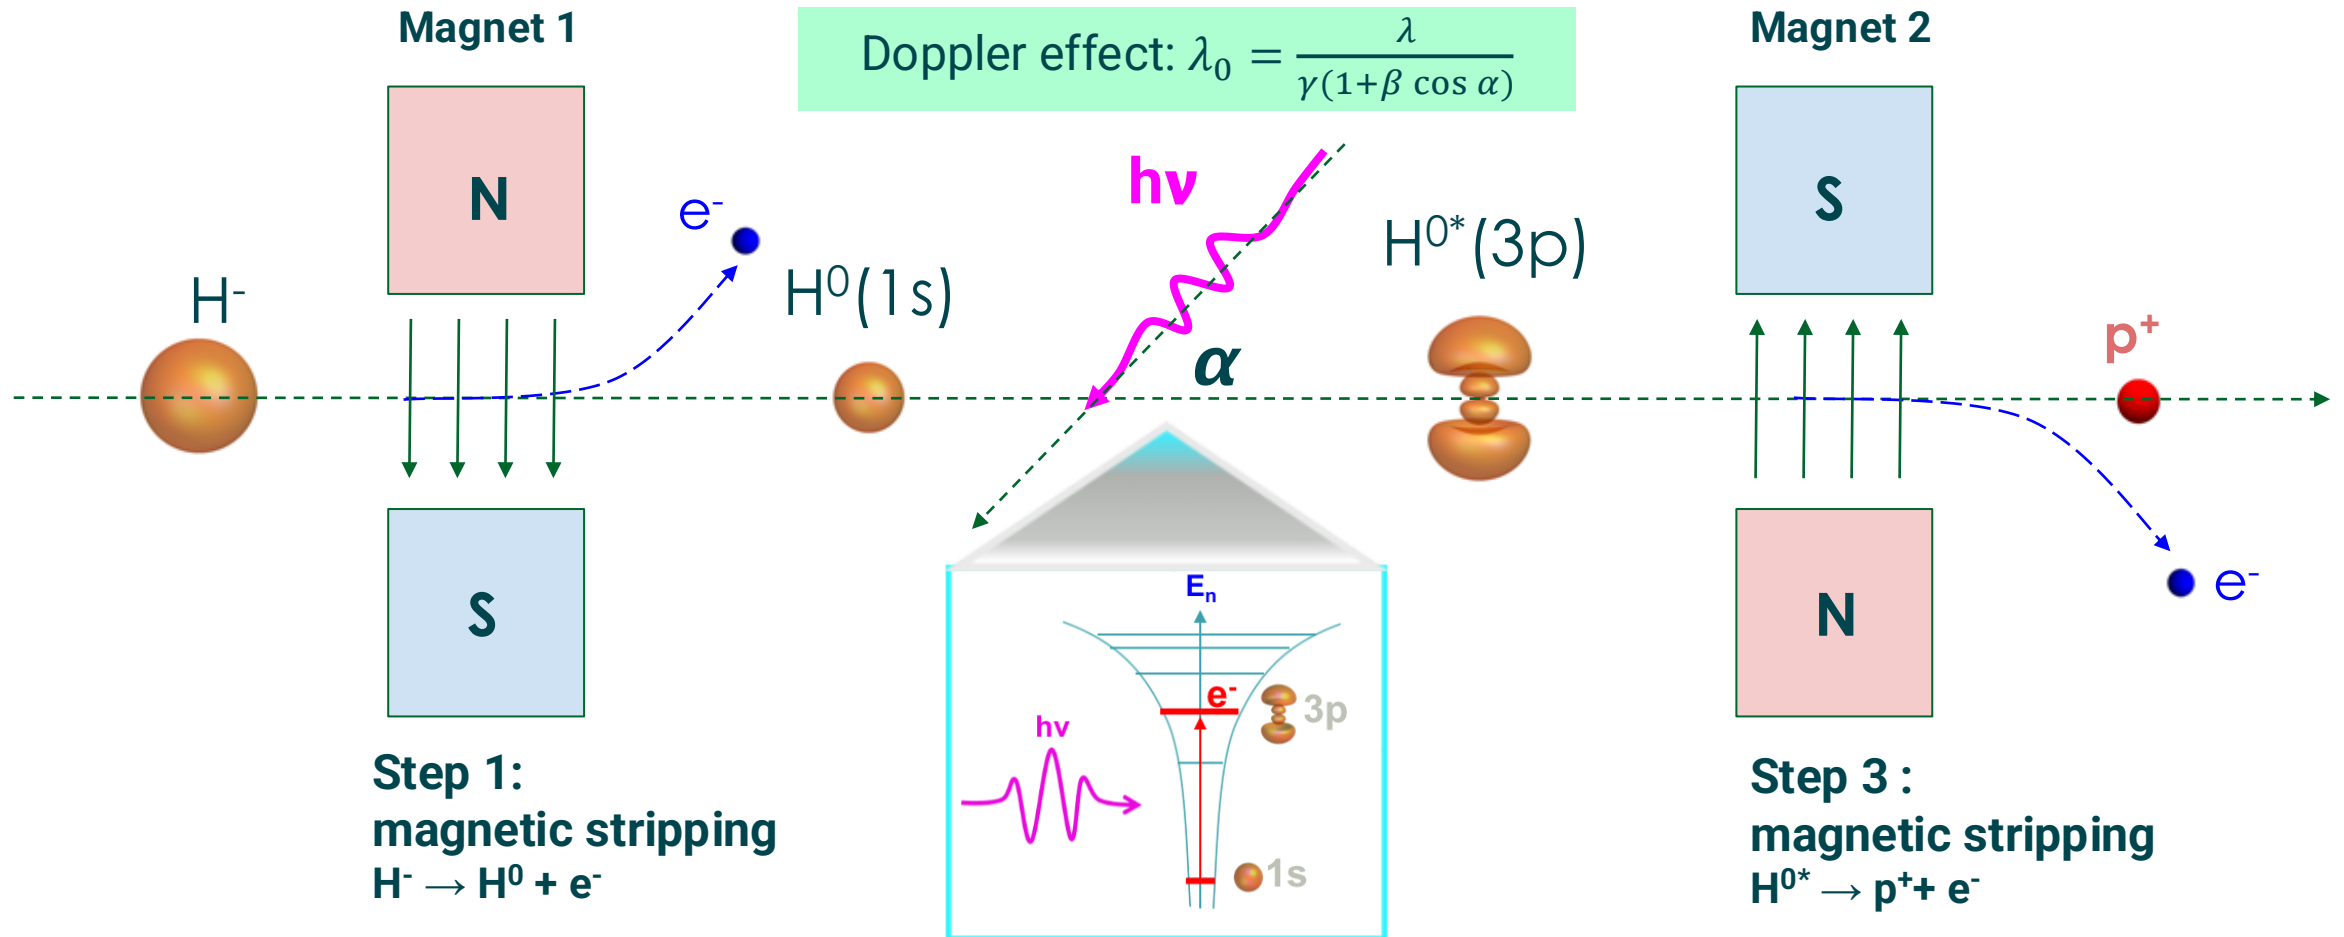 Magnet 1
Doppler effect: λ₀ = λ / γ(1+β cos α)
Magnet 2
N
S
hν
e⁻
H⁰*(3p)
H⁻
H⁰(1s)
α
p⁺
Eₙ
e⁻
S
N
e⁻
3p
hν
Step 1:
magnetic stripping
H⁻ → H⁰ + e⁻
1s
Step 3 :
magnetic stripping
H⁰* → p⁺+ e⁻